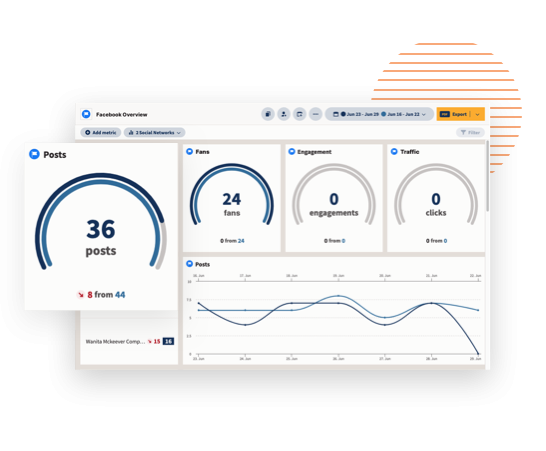 Facebook Overview
Jun 23 - Jun 29
Jun 16 - Jun 22
Export
Add metric
2 Social Networks
Filter
Posts
36
posts
8 from 44
Fans
24
fans
0 from 24
Engagement
0
engagements
0 from 0
Traffic
0
clicks
0 from 0
Posts
16. Jun 17. Jun 18. Jun 19. Jun 20. Jun 21. Jun 22. Jun
10
7.5
5
2.5
0
23. Jun 24. Jun 25. Jun 26. Jun 27. Jun 28. Jun 29. Jun
Wanita Mckeever Comp... 15 16